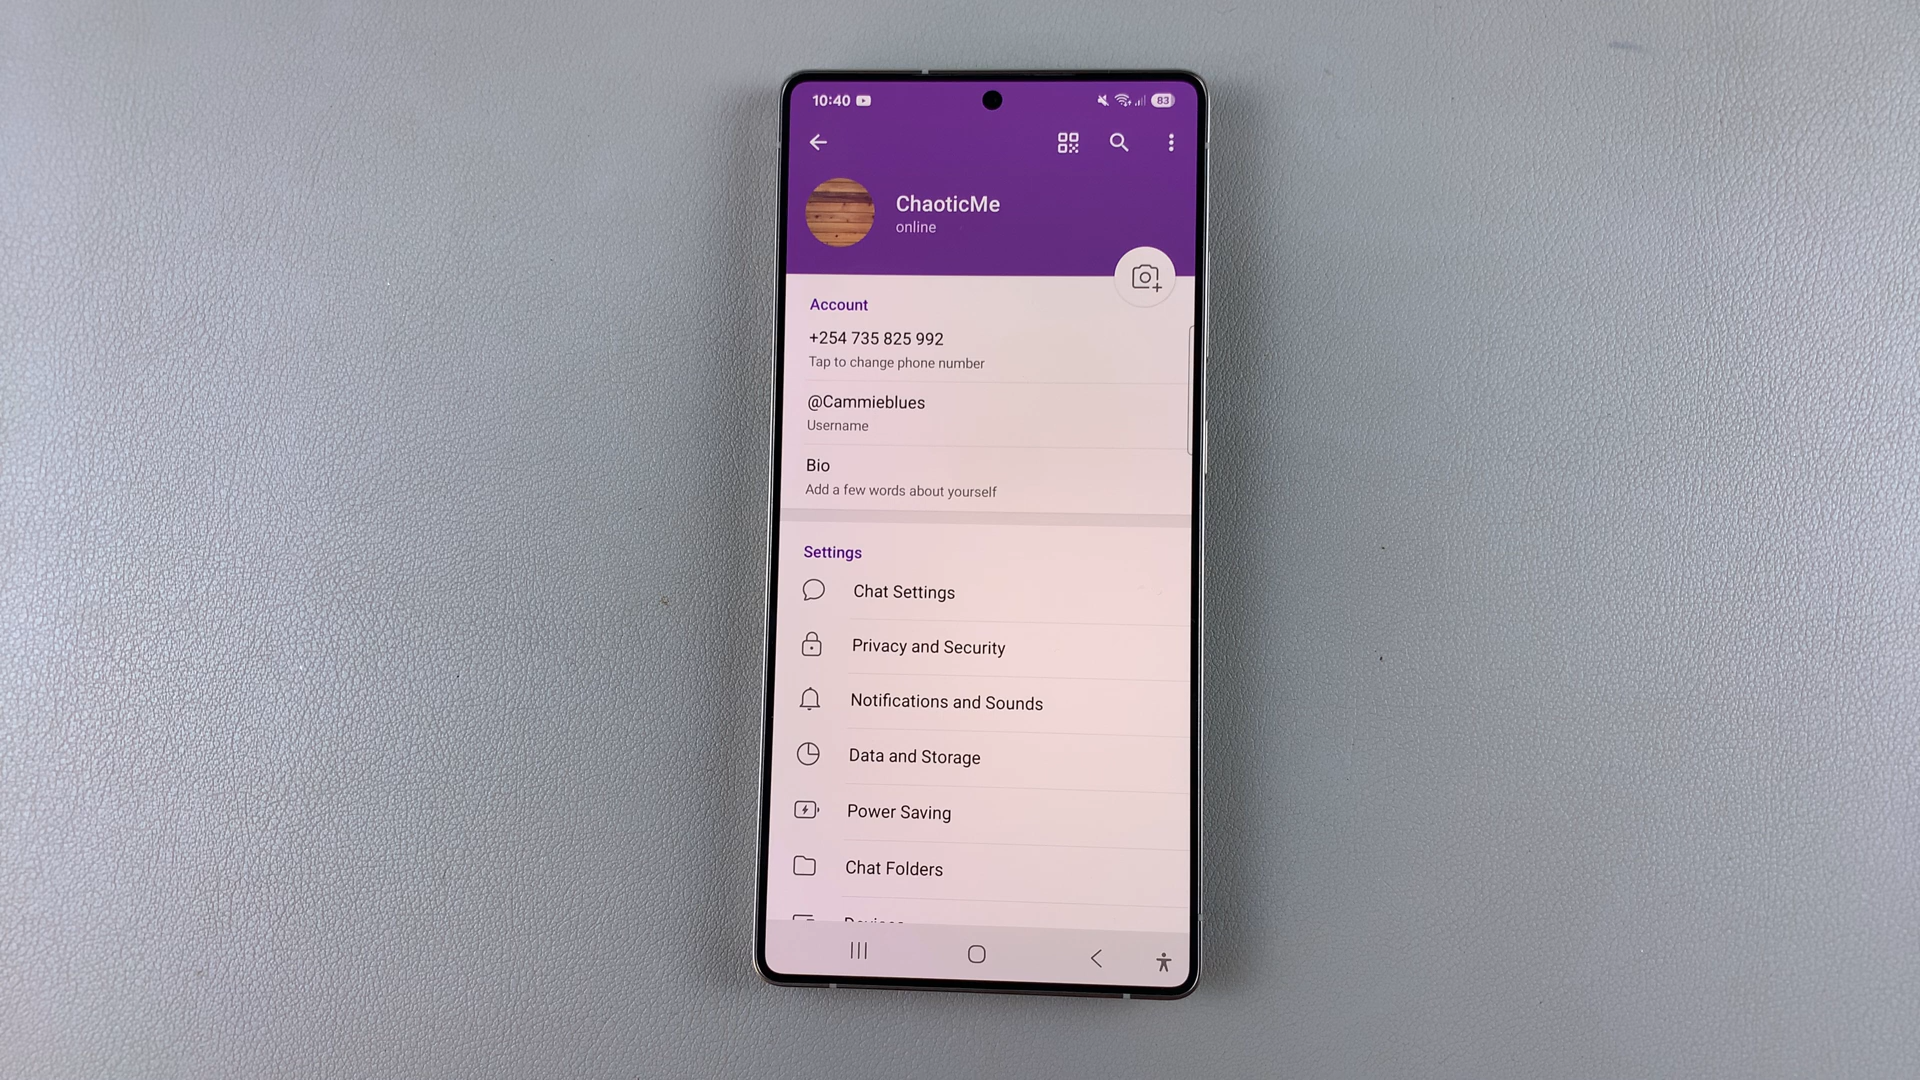 10:40
83
ChaoticMe
online
Account
+254 735 825 992
Tap to change phone number
@Cammieblues
Username
Bio
Add a few words about yourself
Settings
Chat Settings
Privacy and Security
Notifications and Sounds
Data and Storage
Power Saving
Chat Folders
Devices